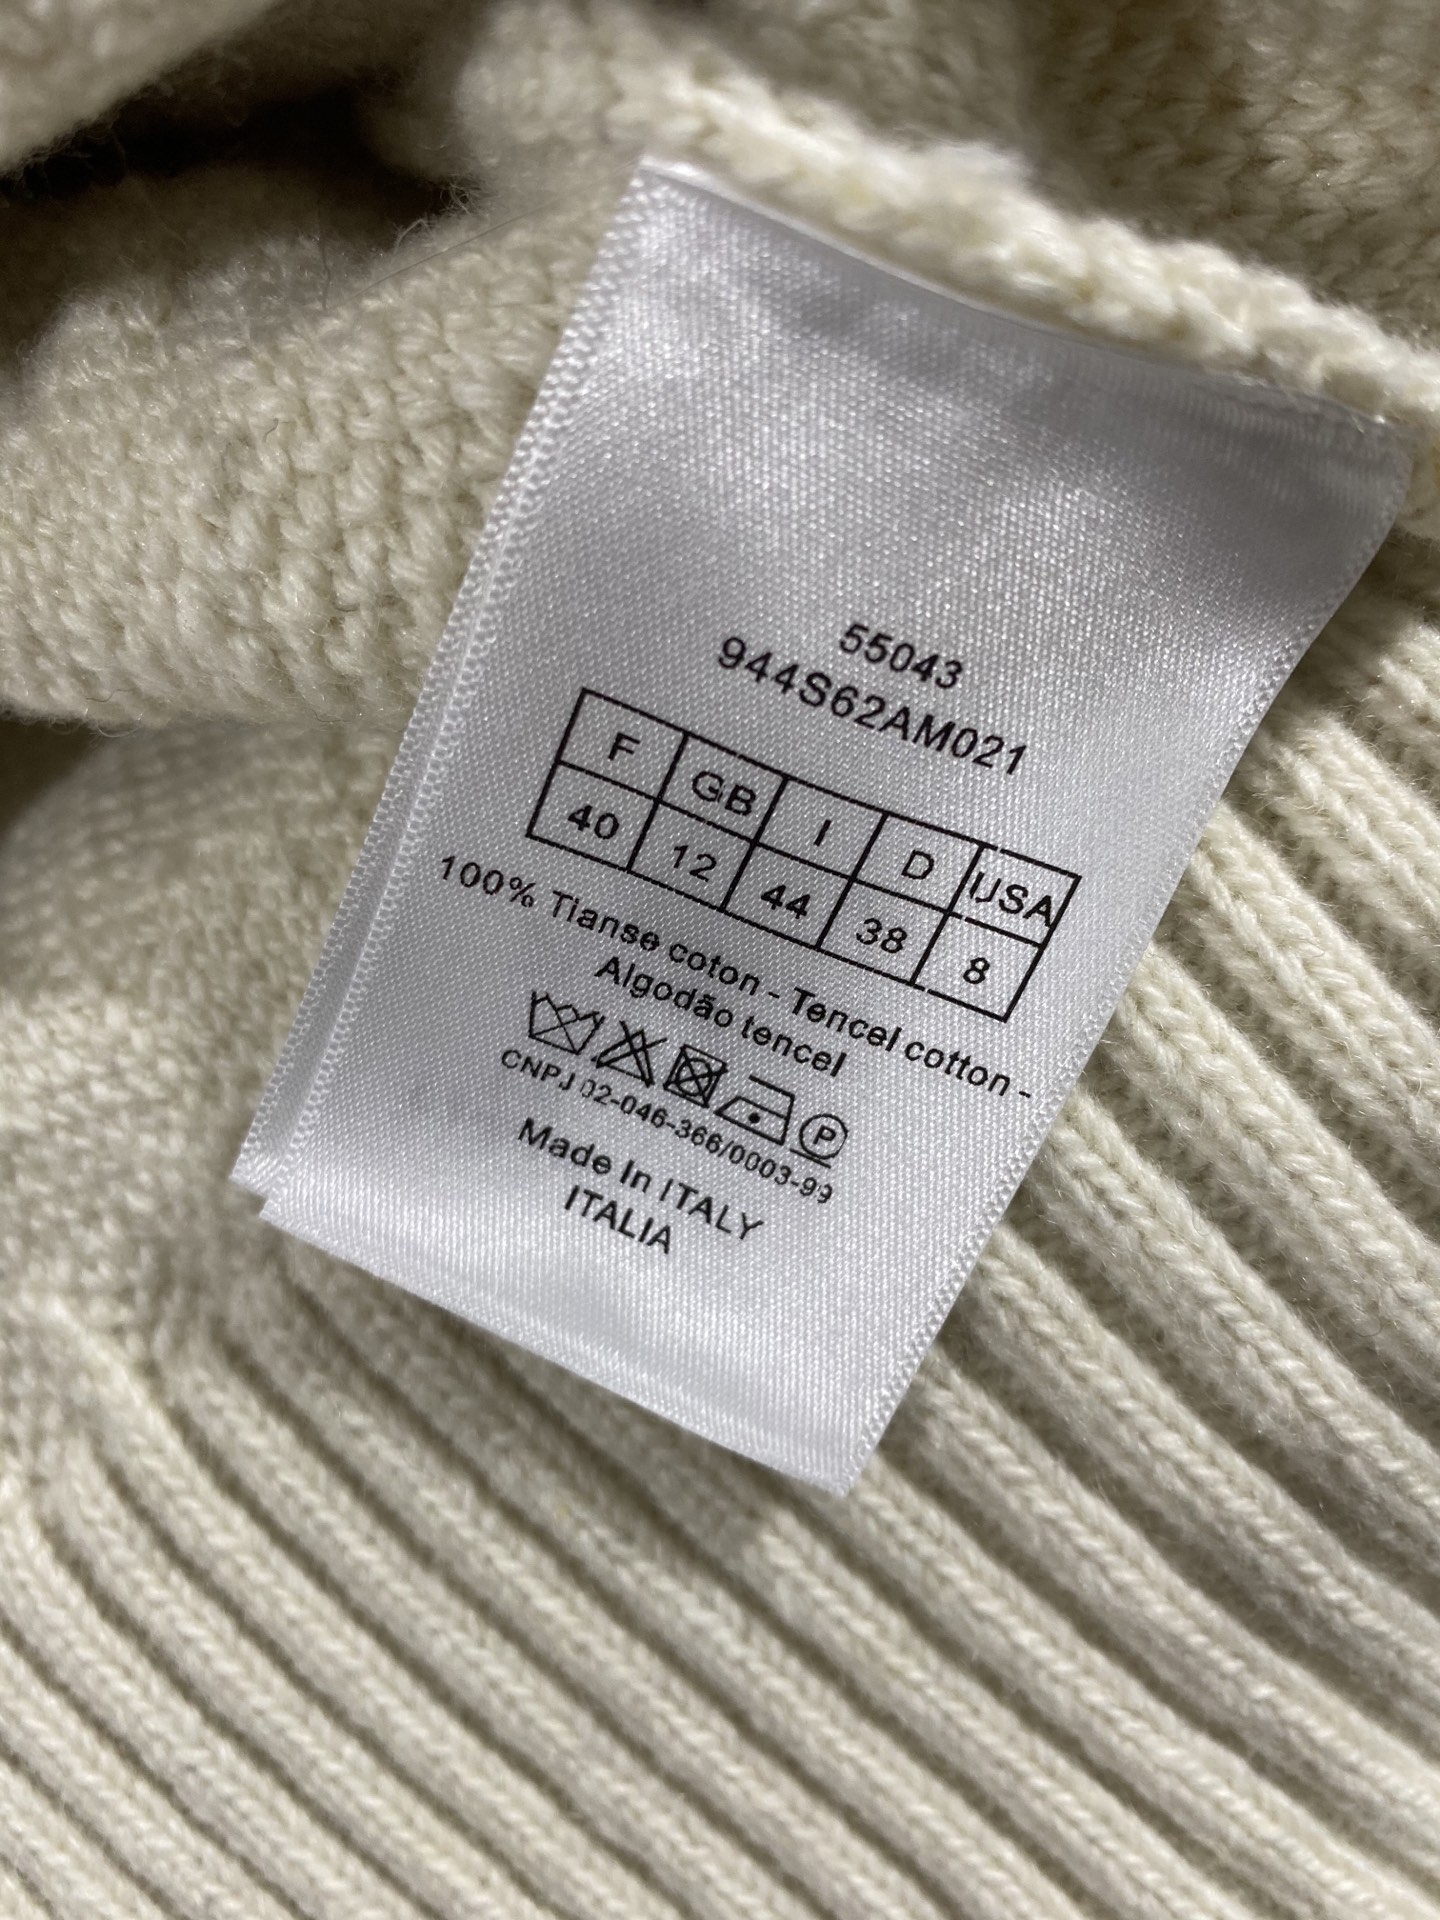 55043
944S62AM021
F GB I D USA
40 12 44 38 8
100% Tianse coton - Tencel cotton -
Algodão tencel
P
CNPJ 02-046-366/0003-99
Made In ITALY
ITALIA